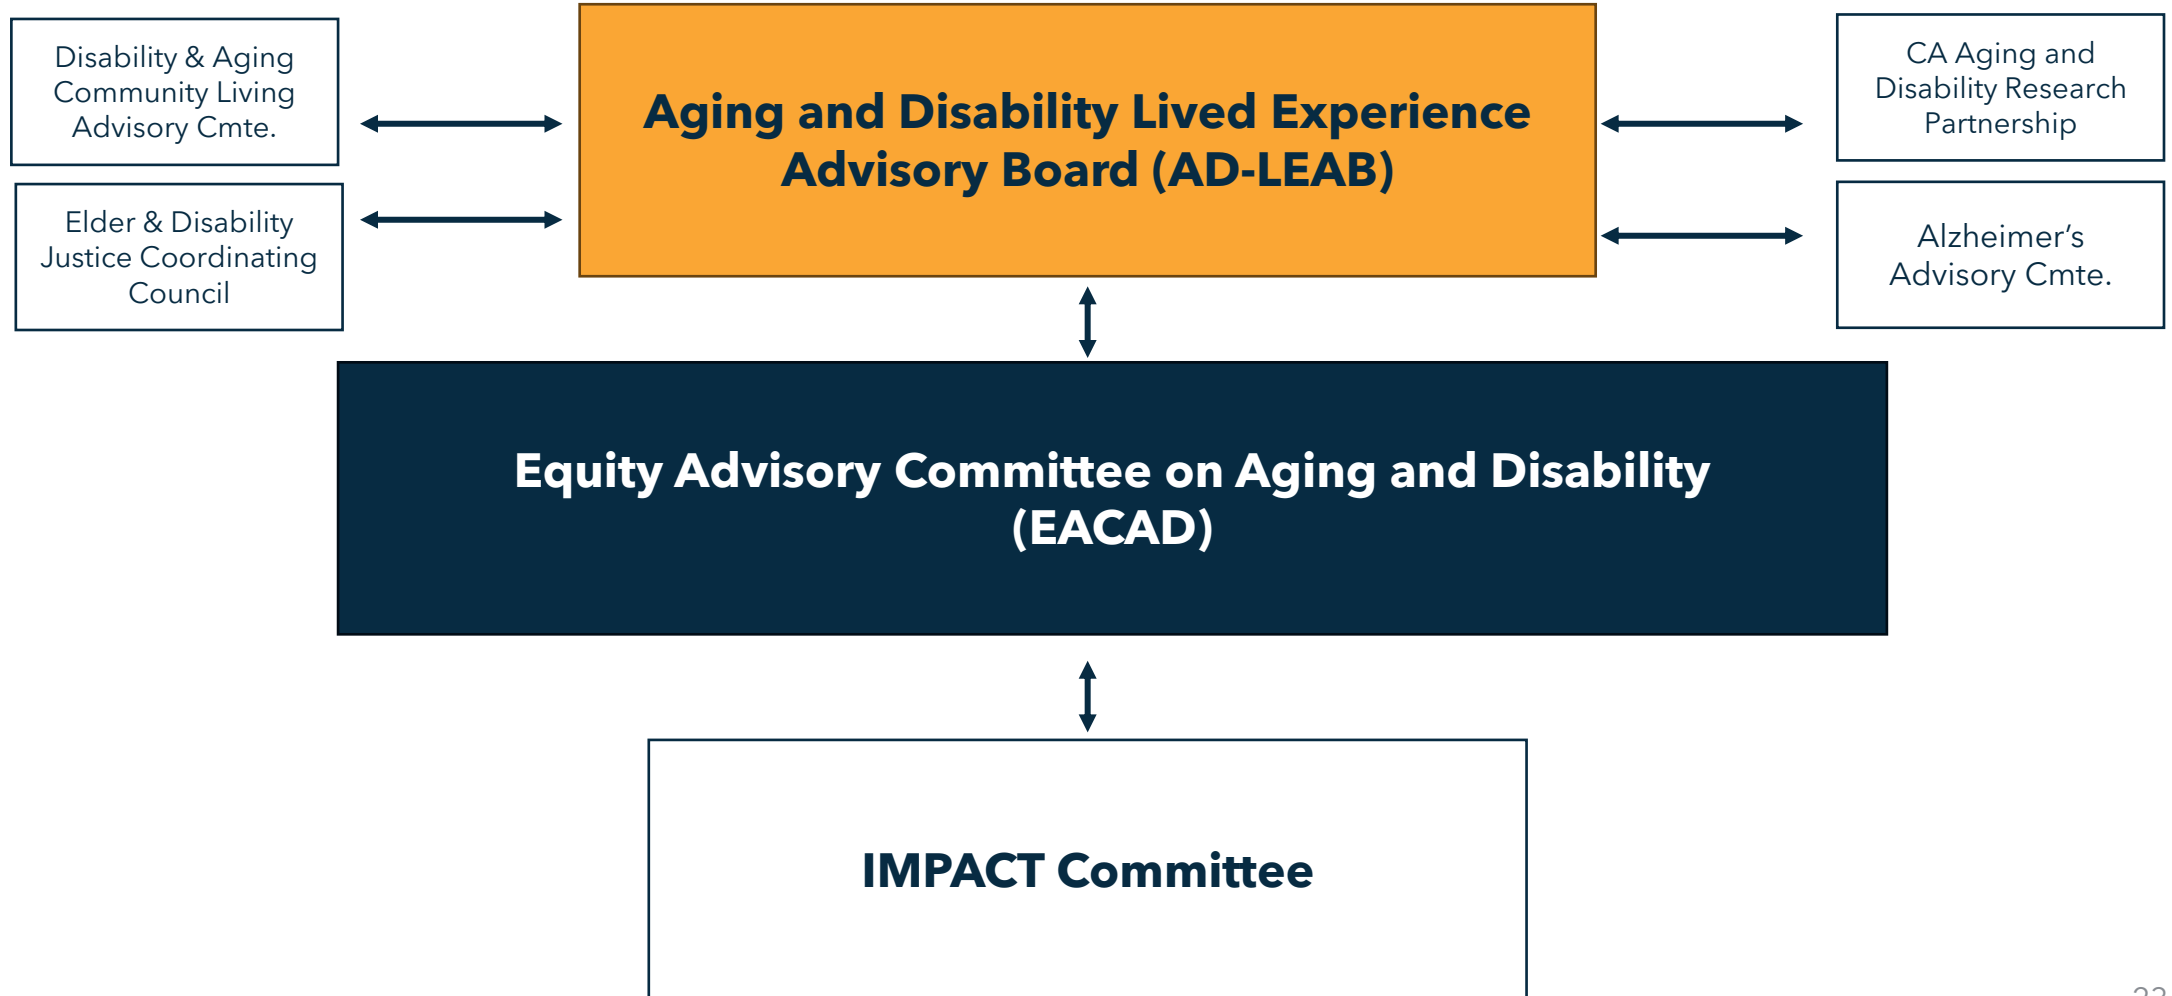 Disability & Aging
Community Living
Advisory Cmte.
Elder & Disability
Justice Coordinating
Council
Aging and Disability Lived Experience
Advisory Board (AD-LEAB)
CA Aging and
Disability Research
Partnership
Alzheimer’s
Advisory Cmte.
Equity Advisory Committee on Aging and Disability
(EACAD)
IMPACT Committee